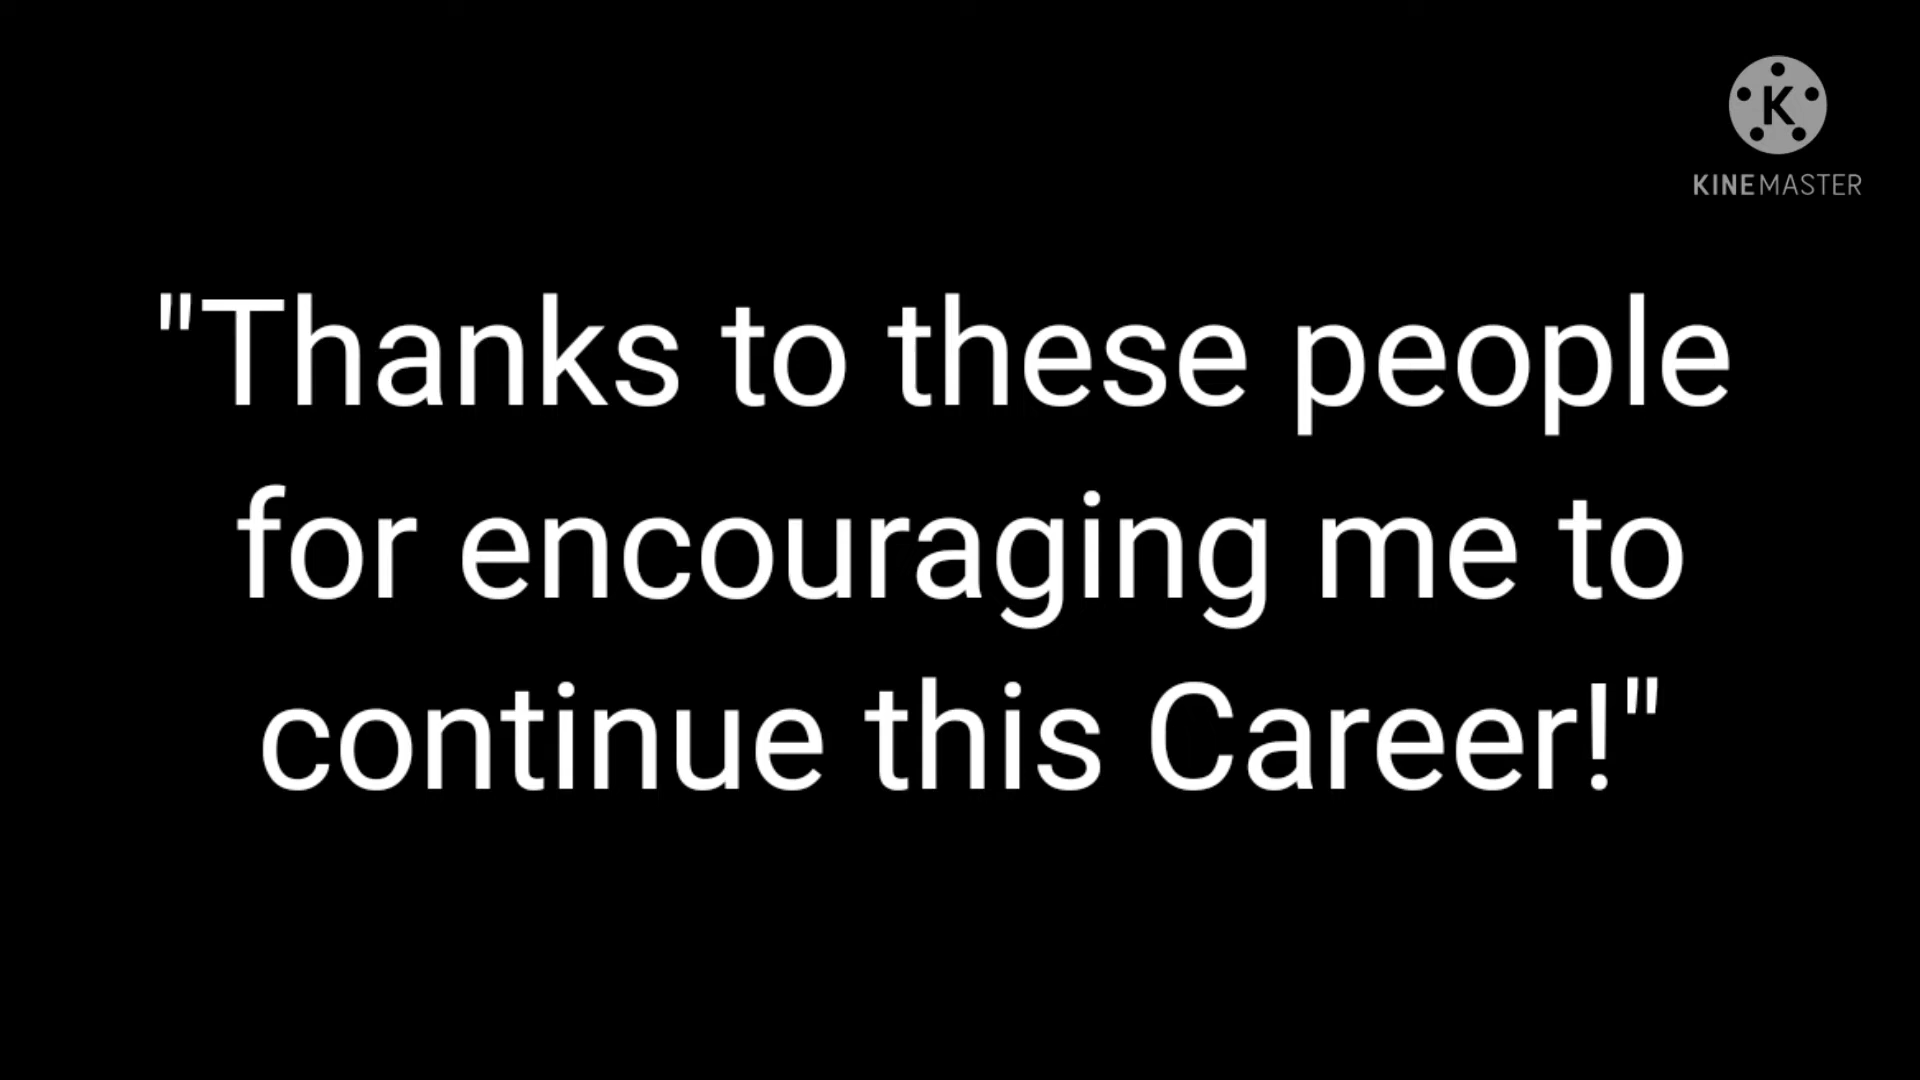 K
KINEMASTER
"Thanks to these people
for encouraging me to
continue this Career!"